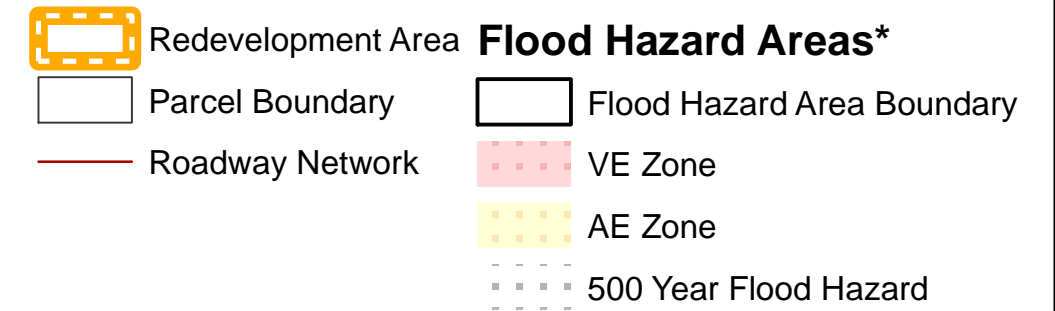 Redevelopment Area
Parcel Boundary
Roadway Network
Flood Hazard Areas*
Flood Hazard Area Boundary
VE Zone
AE Zone
500 Year Flood Hazard